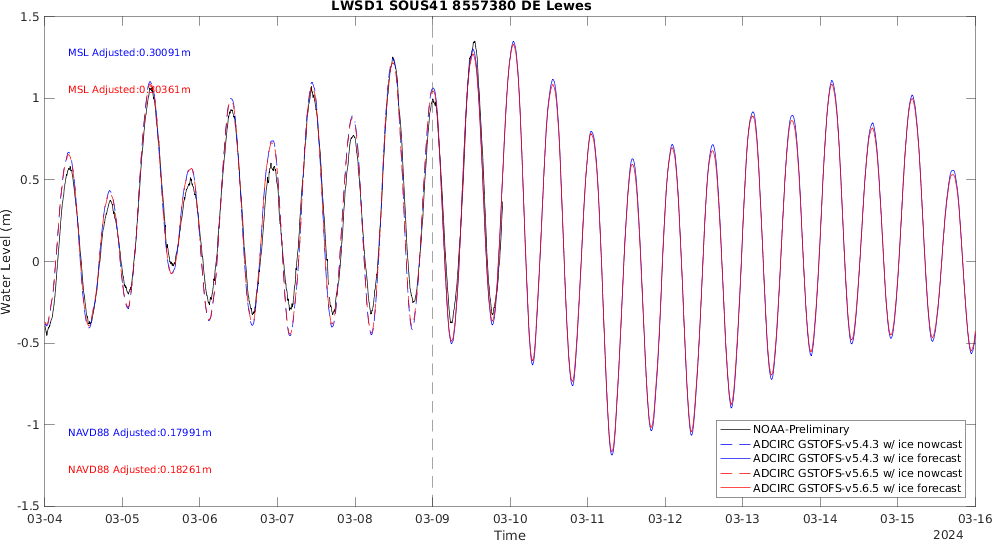 LWSD1 SOUS41 8557380 DE Lewes
1.5
1
0.5
0
-0.5
-1
-1.5
Water Level (m)
MSL Adjusted:0.30091m
MSL Adjusted:0.30361m
NAVD88 Adjusted:0.17991m
NAVD88 Adjusted:0.18261m
NOAA-Preliminary
ADCIRC GSTOFS-v5.4.3 w/ ice nowcast
ADCIRC GSTOFS-v5.4.3 w/ ice forecast
ADCIRC GSTOFS-v5.6.5 w/ ice nowcast
ADCIRC GSTOFS-v5.6.5 w/ ice forecast
03-04 03-05 03-06 03-07 03-08 03-09 03-10 03-11 03-12 03-13 03-14 03-15 03-16
Time
2024